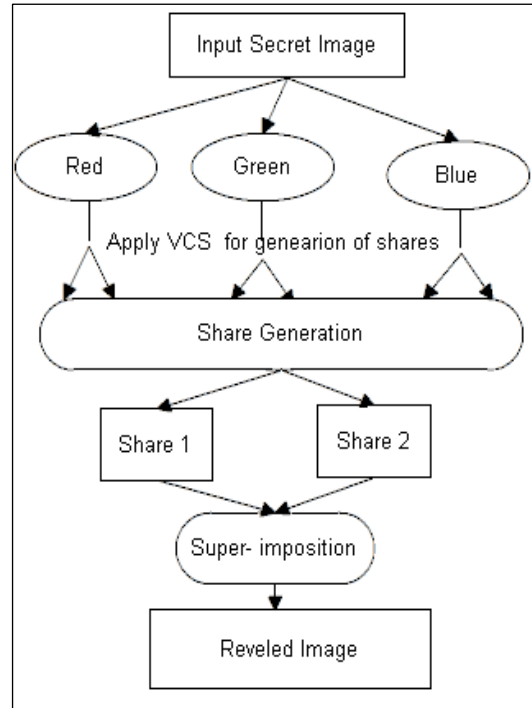 Input Secret Image
Red
Green
Blue
Apply VCS for genearion of shares
Share Generation
Share 1
Share 2
Super- imposition
Reveled Image